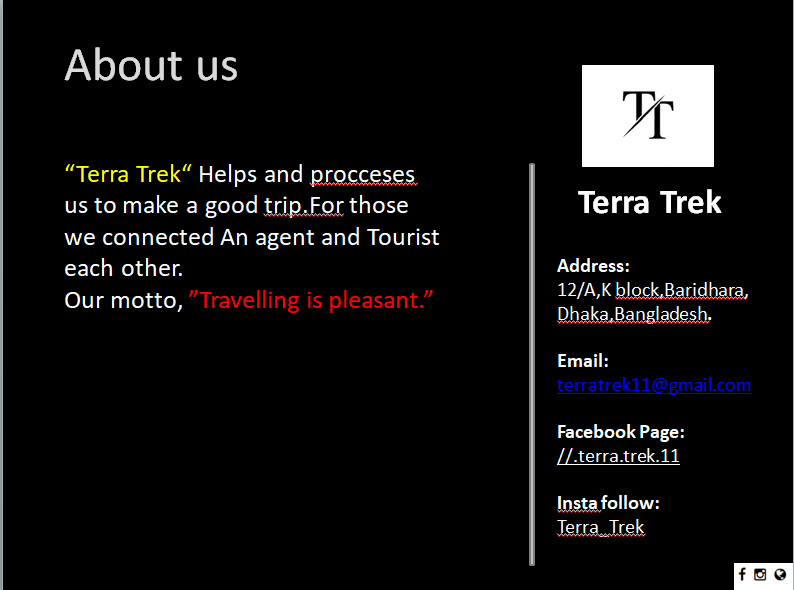 About us
“Terra Trek“ Helps and procceses
us to make a good trip.For those
we connected An agent and Tourist
each other.
Our motto, ”Travelling is pleasant.”
TT
Terra Trek
Address:
12/A,K block,Baridhara,
Dhaka,Bangladesh.
Email:
terratrek11@gmail.com
Facebook Page:
//.terra.trek.11
Insta follow:
Terra_Trek